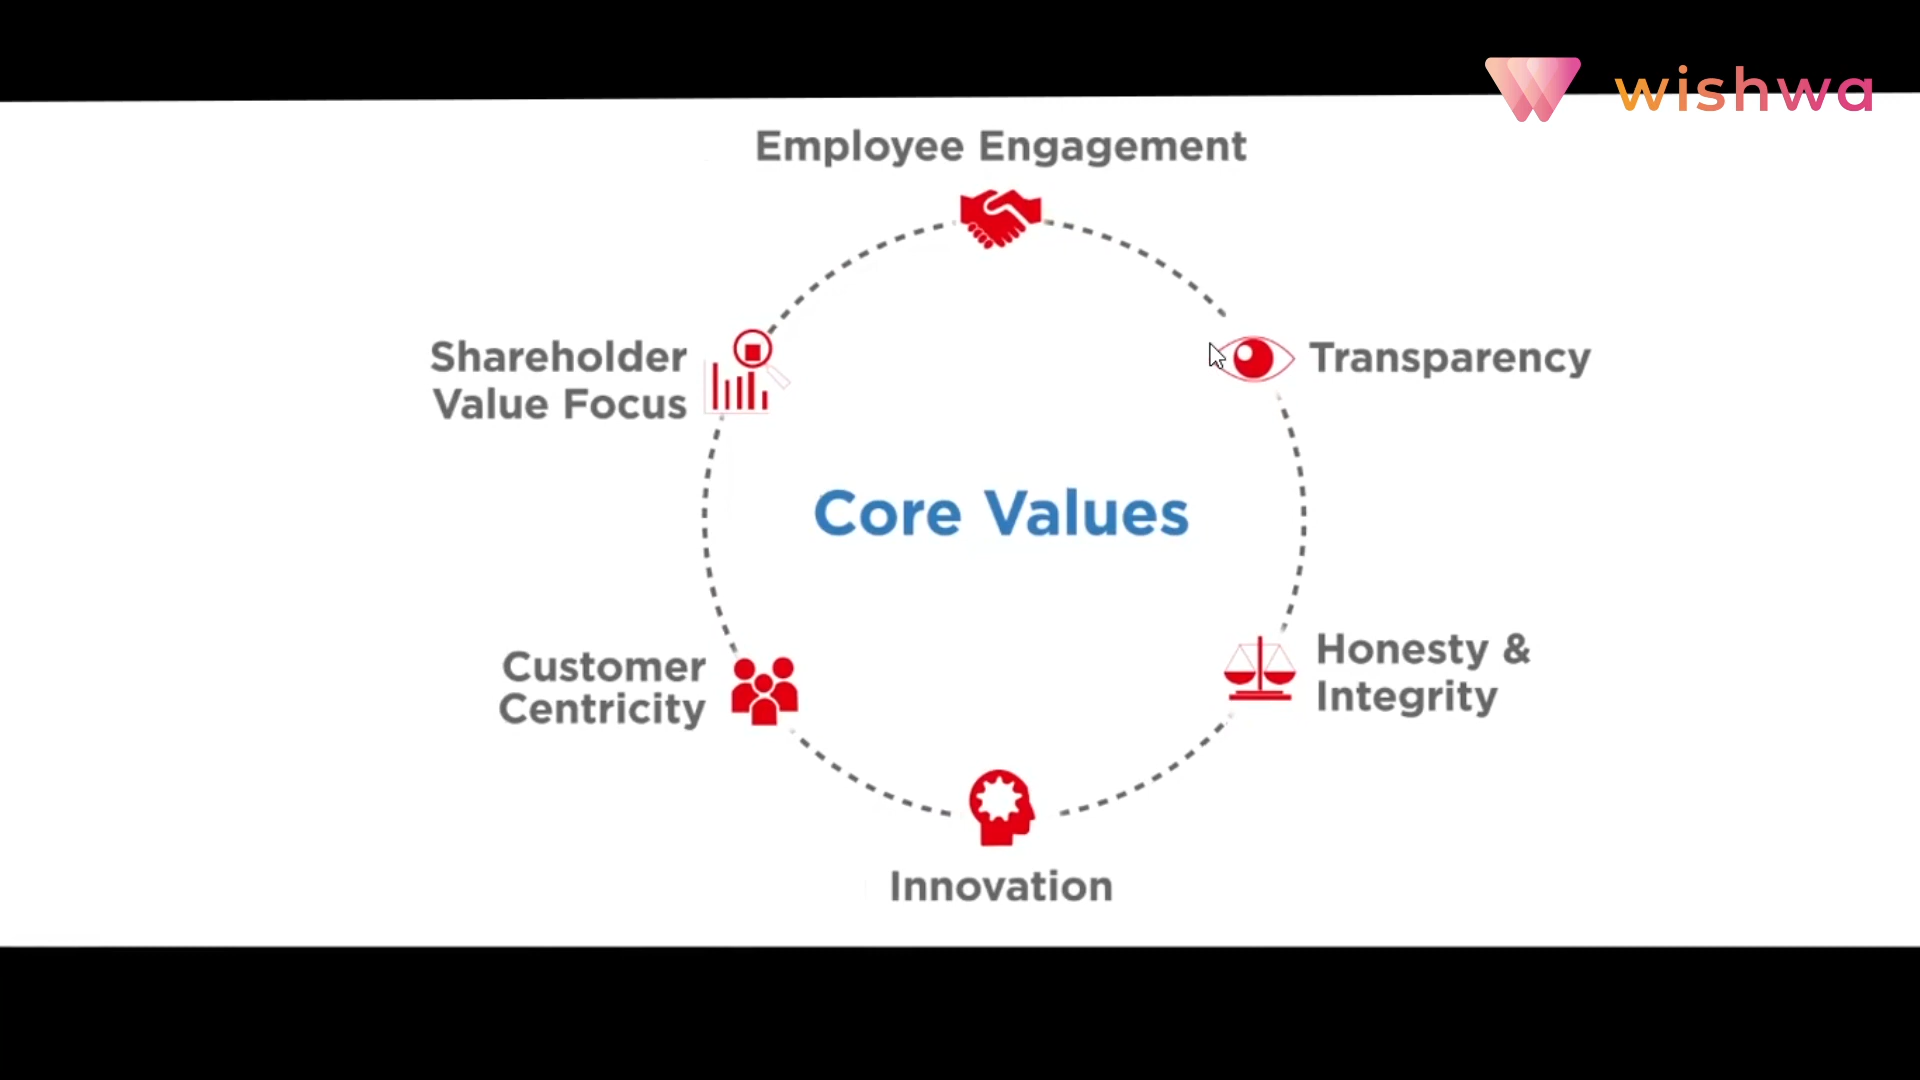 wishwa
Employee Engagement
Shareholder
Value Focus
Transparency
Core Values
Customer
Centricity
Honesty &
Integrity
Innovation